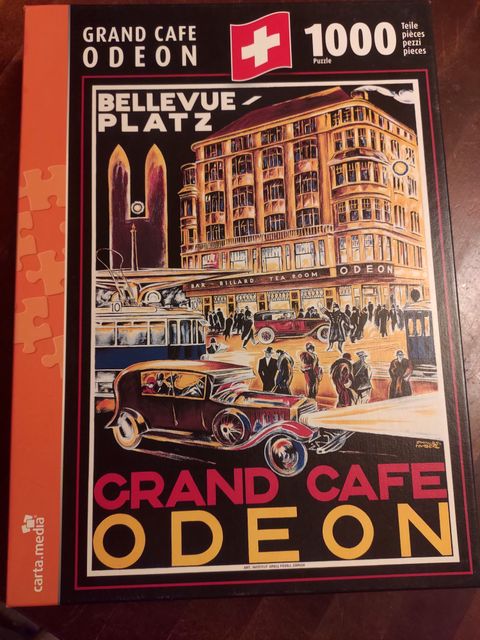 GRAND CAFE
ODEON
1000
Puzzle
Teile
pièces
pezzi
pieces
BELLEVUE-
PLATZ
BAR - BILLARD - TEA ROOM
ODEON
10
GRAND CAFE
ODEON
carta.media